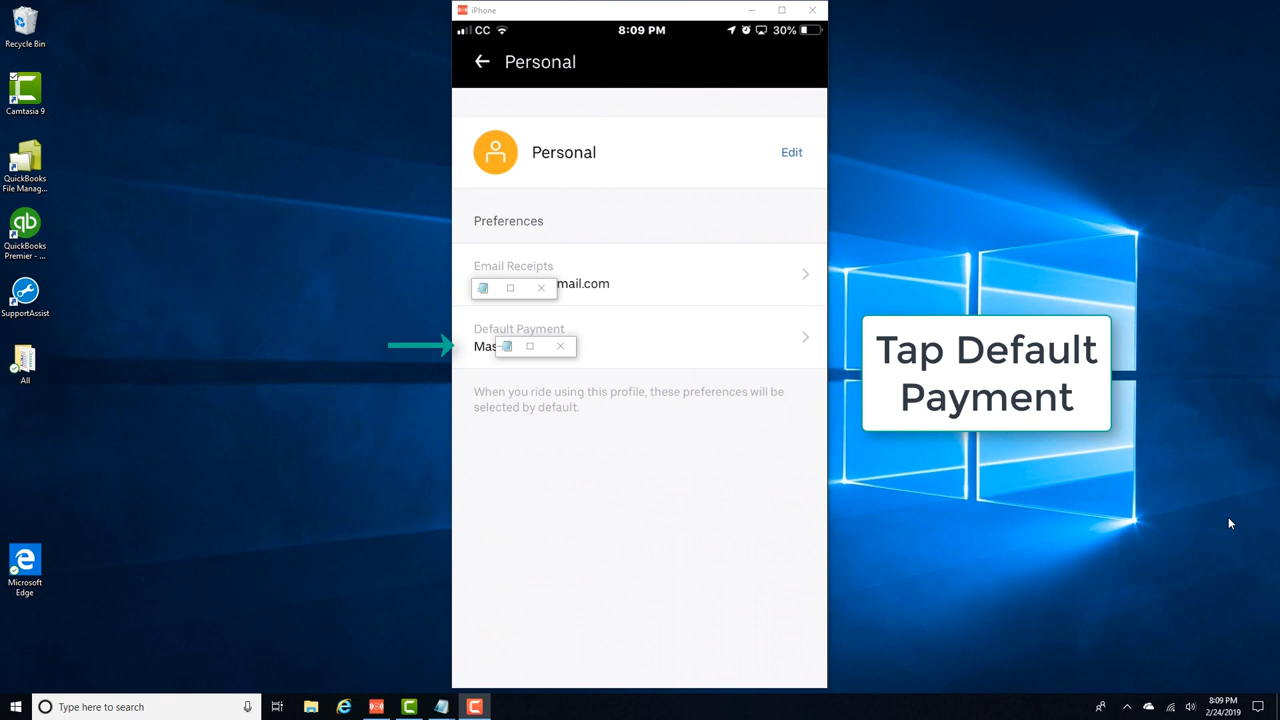 Recycle Bin
Camtasia 9
QuickBooks
File Manag...
QuickBooks
Premier - ...
SupportAssist
All
Microsoft
Edge
iPhone
CC
8:09 PM
30%
Personal
Personal
Edit
Preferences
Email Receipts
mail.com
Default Payment
Mas
When you ride using this profile, these preferences will be
selected by default.
Tap Default
Payment
Type here to search
8:09 PM
2/24/2019